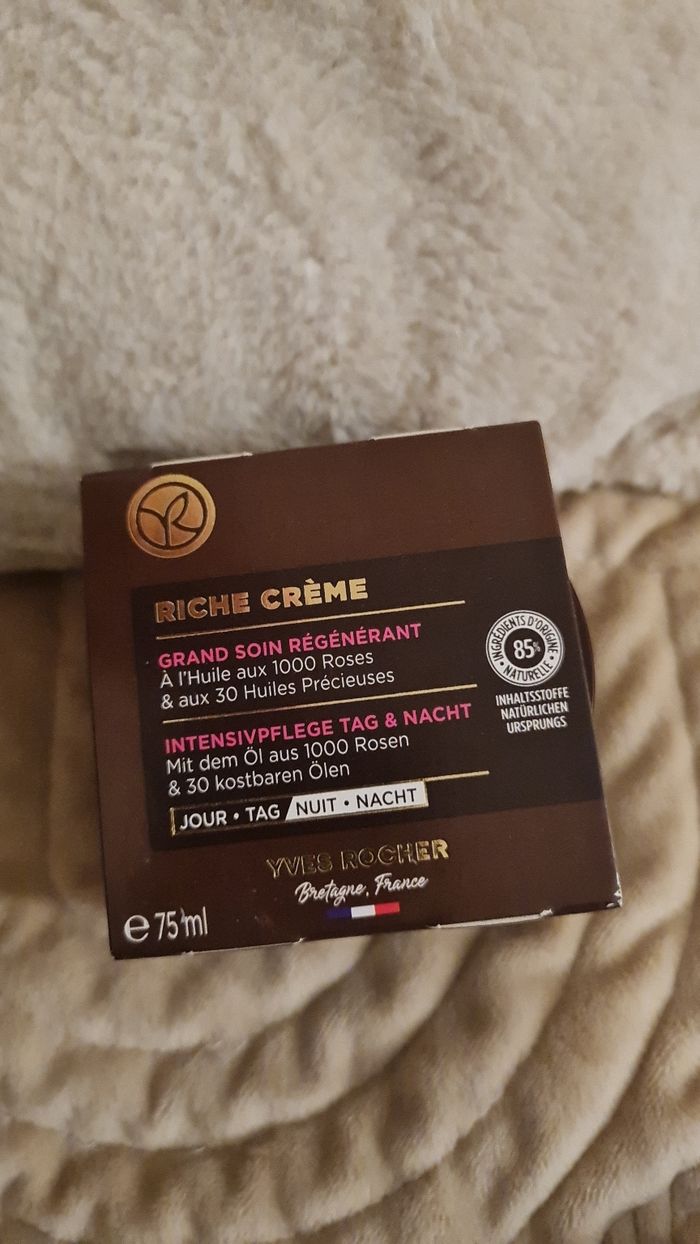 RICHE CRÈME
GRAND SOIN RÉGÉNÉRANT
À l'Huile aux 1000 Roses
& aux 30 Huiles Précieuses
INTENSIVPFLEGE TAG & NACHT
Mit dem Öl aus 1000 Rosen
& 30 kostbaren Ölen
JOUR • TAG NUIT • NACHT
INGRÉDIENTS D'ORIGINE
85%
• NATURELLE •
INHALTSSTOFFE
NATÜRLICHEN
URSPRUNGS
YVES ROCHER
Bretagne, France
e 75 ml